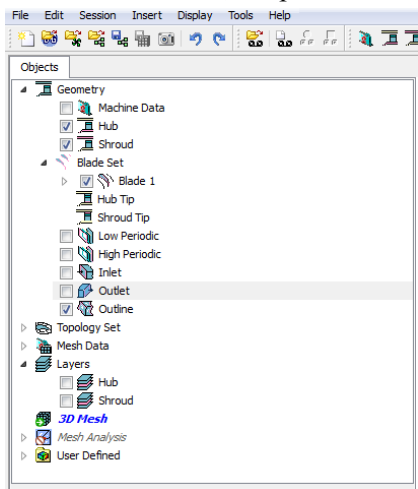 File Edit Session Insert Display Tools Help
Objects
Geometry
Machine Data
Hub
Shroud
Blade Set
Blade 1
Hub Tip
Shroud Tip
Low Periodic
High Periodic
Inlet
Outlet
Outline
Topology Set
Mesh Data
Layers
Hub
Shroud
3D Mesh
Mesh Analysis
User Defined